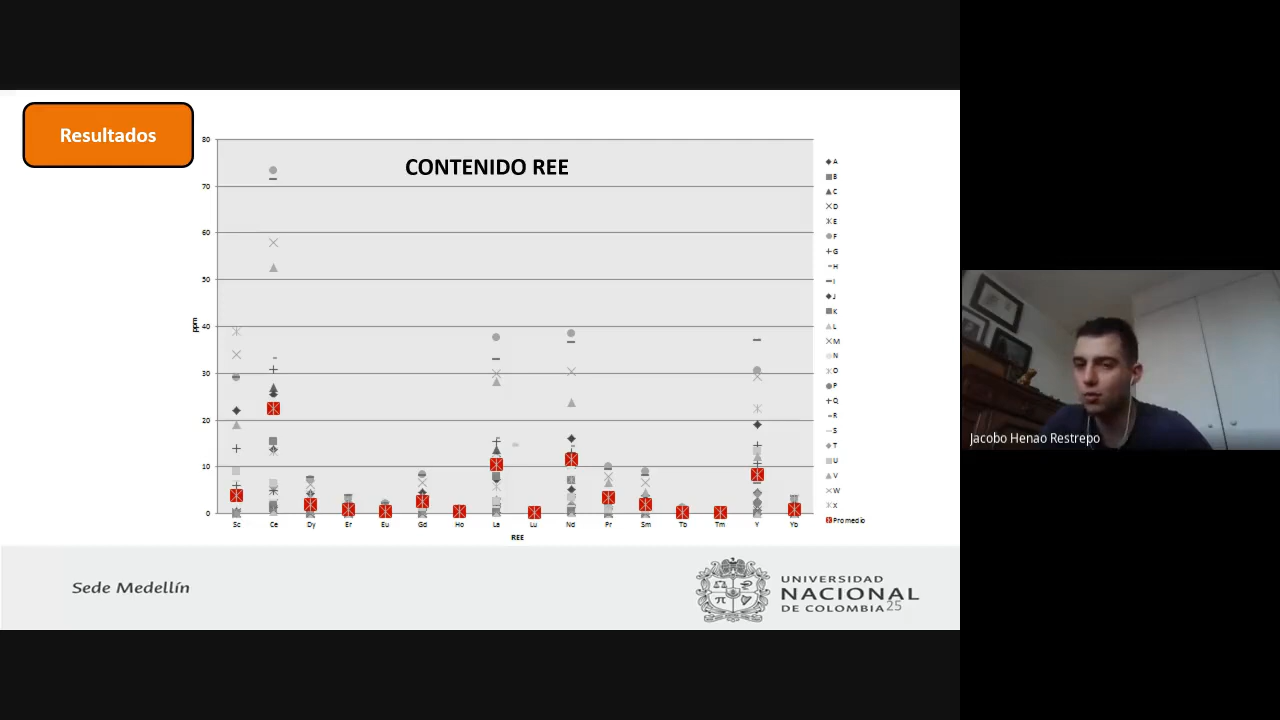 Resultados
CONTENIDO REE
80
70
60
50
40
30
20
10
0
ppm
Sc Ce Dy Er Eu Gd Ho La Lu Nd Pr Sm Tb Tm Y Yb
REE
A
B
C
D
E
F
G
H
I
J
K
L
M
N
O
P
Q
R
S
T
U
V
W
X
Promedio
Jacobo Henao Restrepo
Sede Medellín
UNIVERSIDAD
NACIONAL
DE COLOMBIA
25